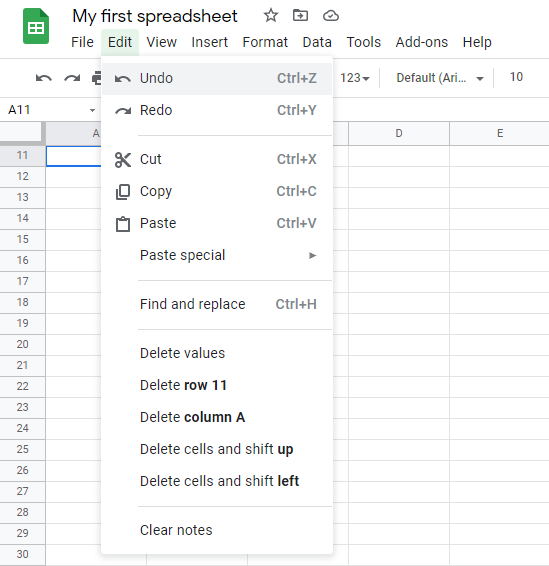 My first spreadsheet
File Edit View Insert Format Data Tools Add-ons Help
123 Default (Ari... 10
A11
A D E
Undo Ctrl+Z
Redo Ctrl+Y
Cut Ctrl+X
Copy Ctrl+C
Paste Ctrl+V
Paste special
Find and replace Ctrl+H
Delete values
Delete row 11
Delete column A
Delete cells and shift up
Delete cells and shift left
Clear notes
11
12
13
14
15
16
17
18
19
20
21
22
23
24
25
26
27
28
29
30